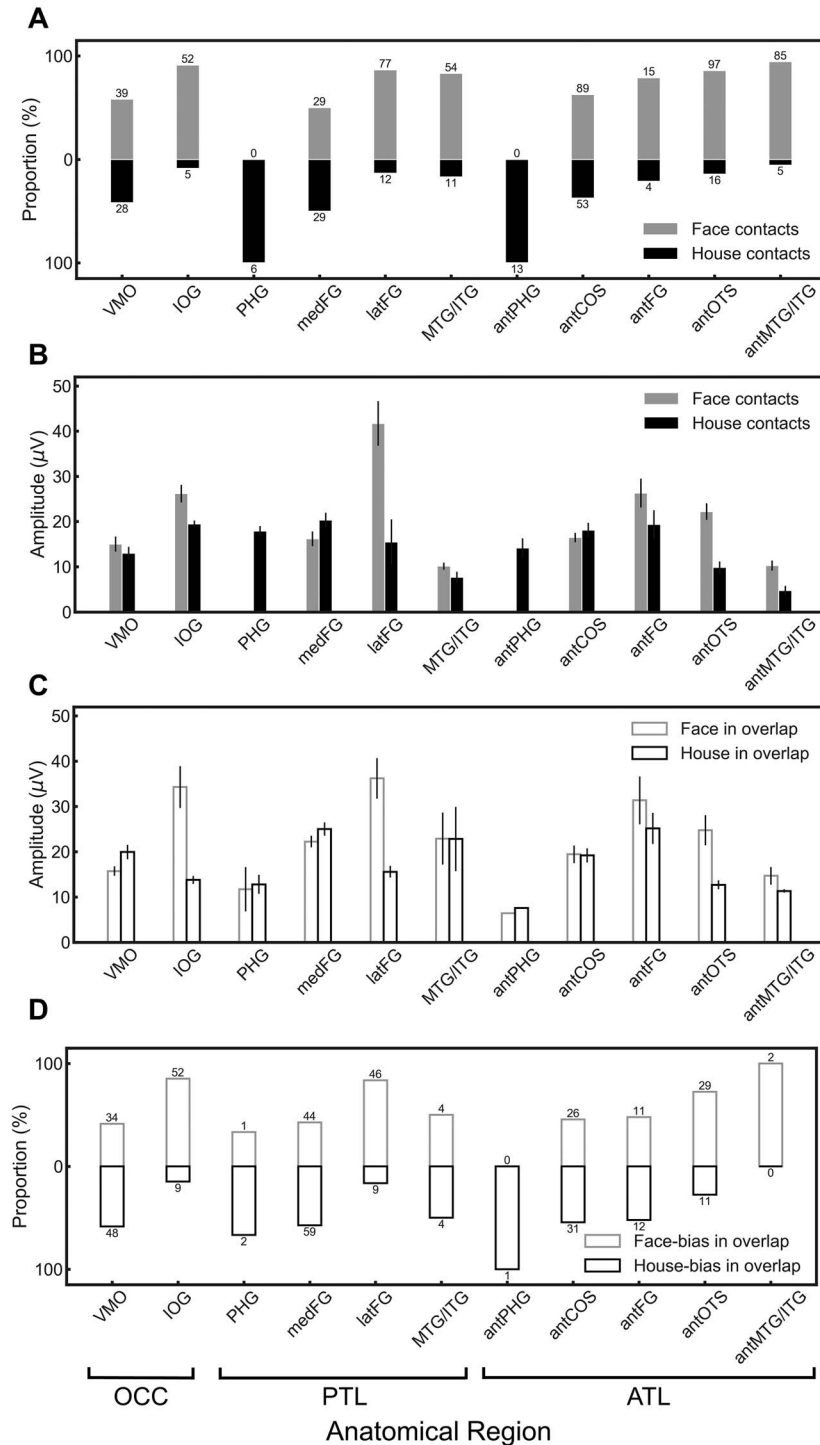 A
Proportion (%)
100
0
100
39 52 0 29 77 54 0 89 15 97 85
28 5 6 29 12 11 13 53 4 16 5
Face contacts
House contacts
VMO IOG PHG medFG latFG MTG/ITG antPHG antCOS antFG antOTS antMTG/ITG
B
Amplitude (µV)
50
40
30
20
10
0
Face contacts
House contacts
VMO IOG PHG medFG latFG MTG/ITG antPHG antCOS antFG antOTS antMTG/ITG
C
Amplitude (µV)
50
40
30
20
10
0
Face in overlap
House in overlap
VMO IOG PHG medFG latFG MTG/ITG antPHG antCOS antFG antOTS antMTG/ITG
D
Proportion (%)
100
0
100
34 52 1 44 46 4 0 26 11 29 2
48 9 2 59 9 4 1 31 12 11 0
Face-bias in overlap
House-bias in overlap
VMO IOG PHG medFG latFG MTG/ITG antPHG antCOS antFG antOTS antMTG/ITG
OCC PTL ATL
Anatomical Region